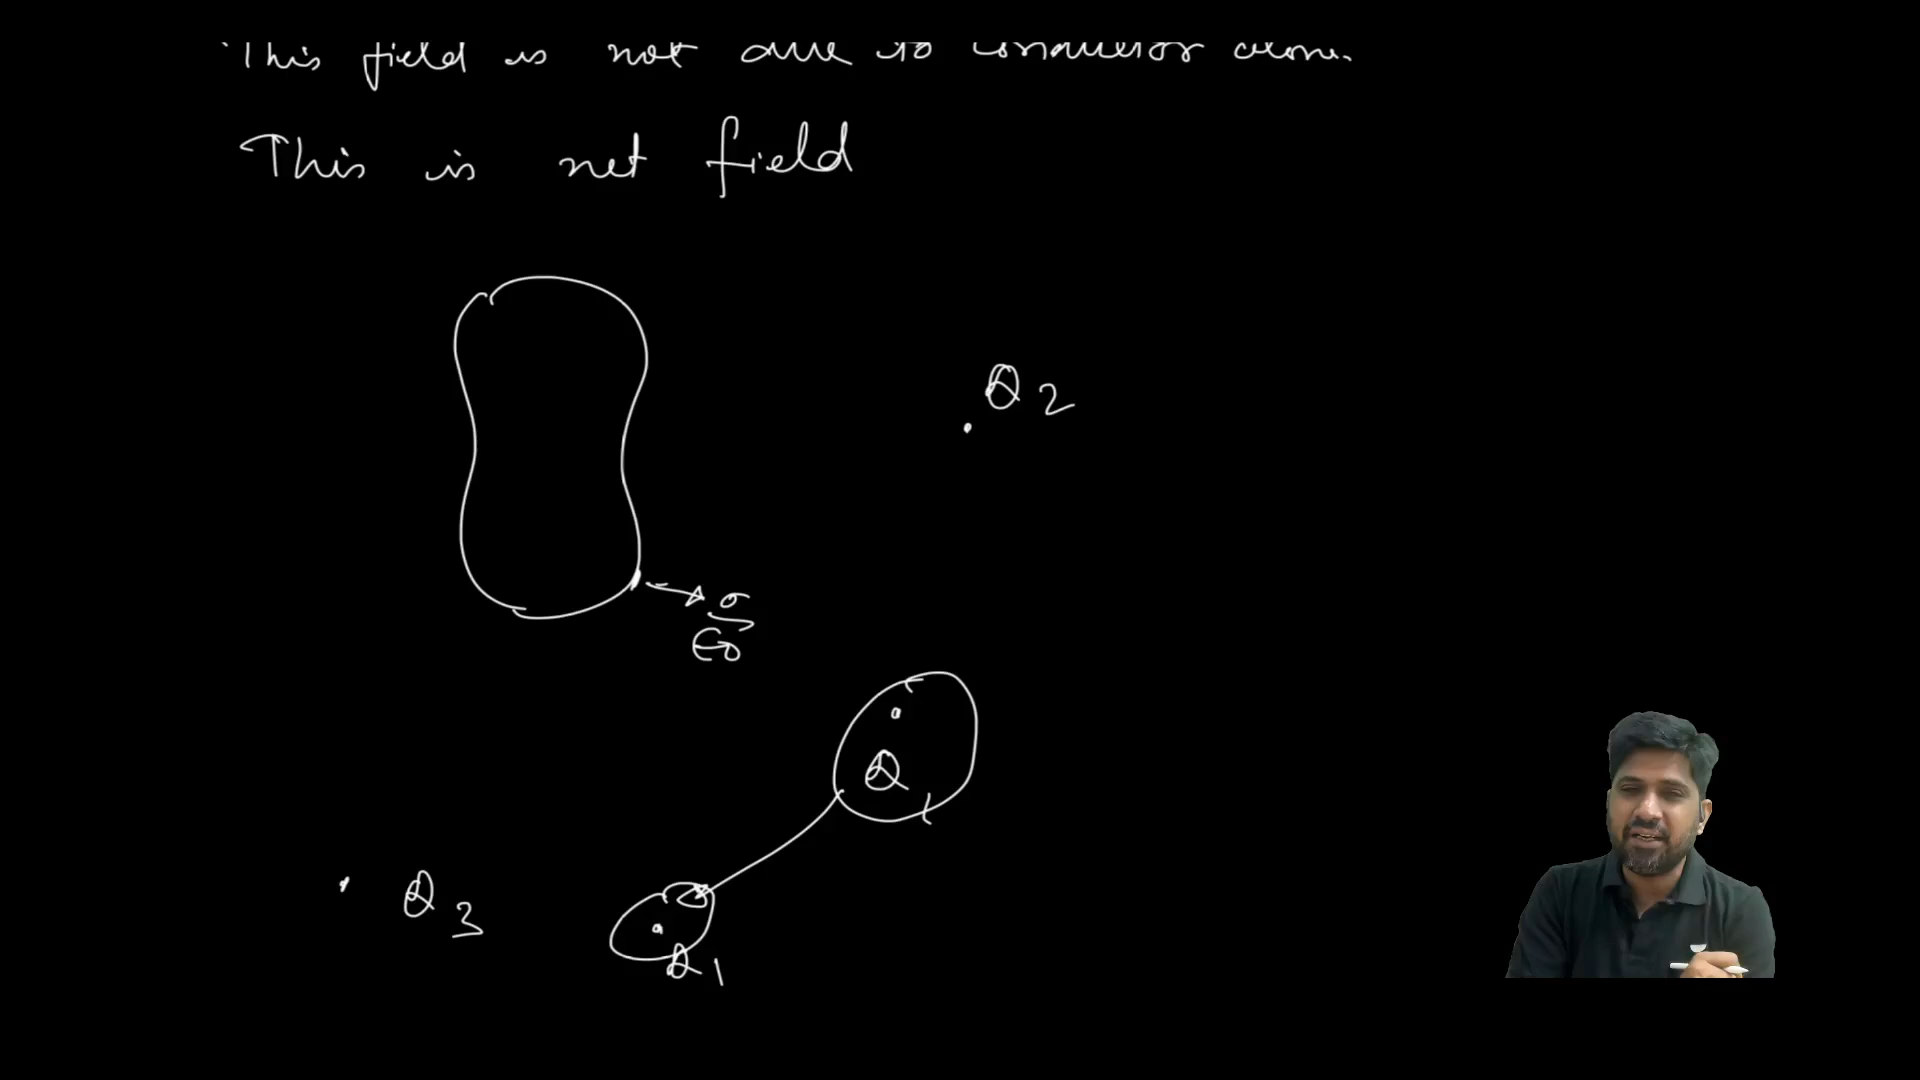 This field is not due to conductor alone.
This is net field
Q2
σ
ϵ0
Q
Q3
Q1